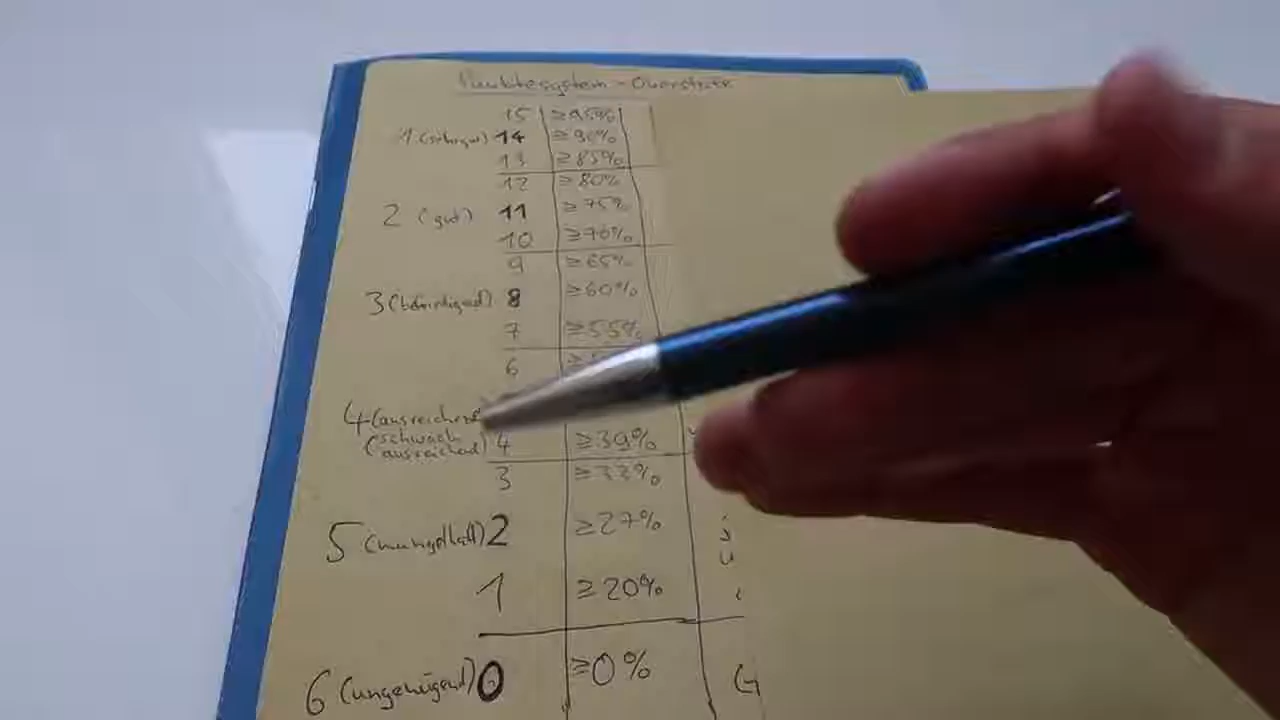 Punktesystem - Oberstufe
15 ≥95%
1 (sehr gut) 14 ≥90%
13 ≥85%
12 ≥80%
2 (gut) 11 ≥75%
10 ≥70%
9 ≥65%
3 (befriedigend) 8 ≥60%
7 ≥55%
6 ≥
4 (ausreichend
(schwach
ausreichend) 4 ≥39%
3 ≥33%
5 (mangelhaft) 2 ≥27%
1 ≥20%
6 (ungenügend) 0 ≥0%